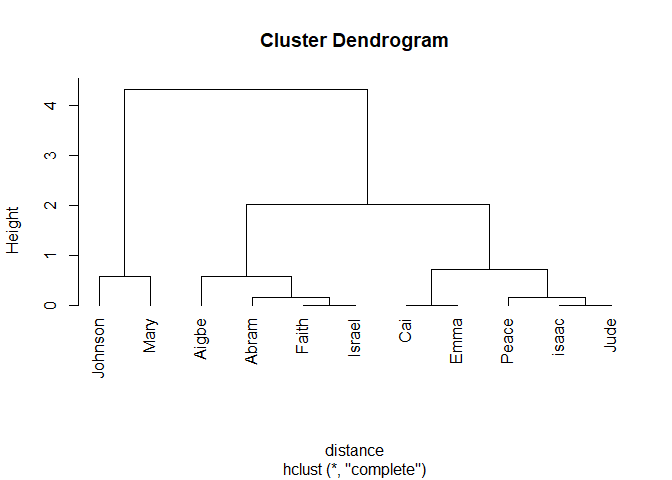 Cluster Dendrogram
Height
0
1
2
3
4
Johnson
Mary
Aigbe
Abram
Faith
Israel
Cai
Emma
Peace
isaac
Jude
distance
hclust (*, "complete")